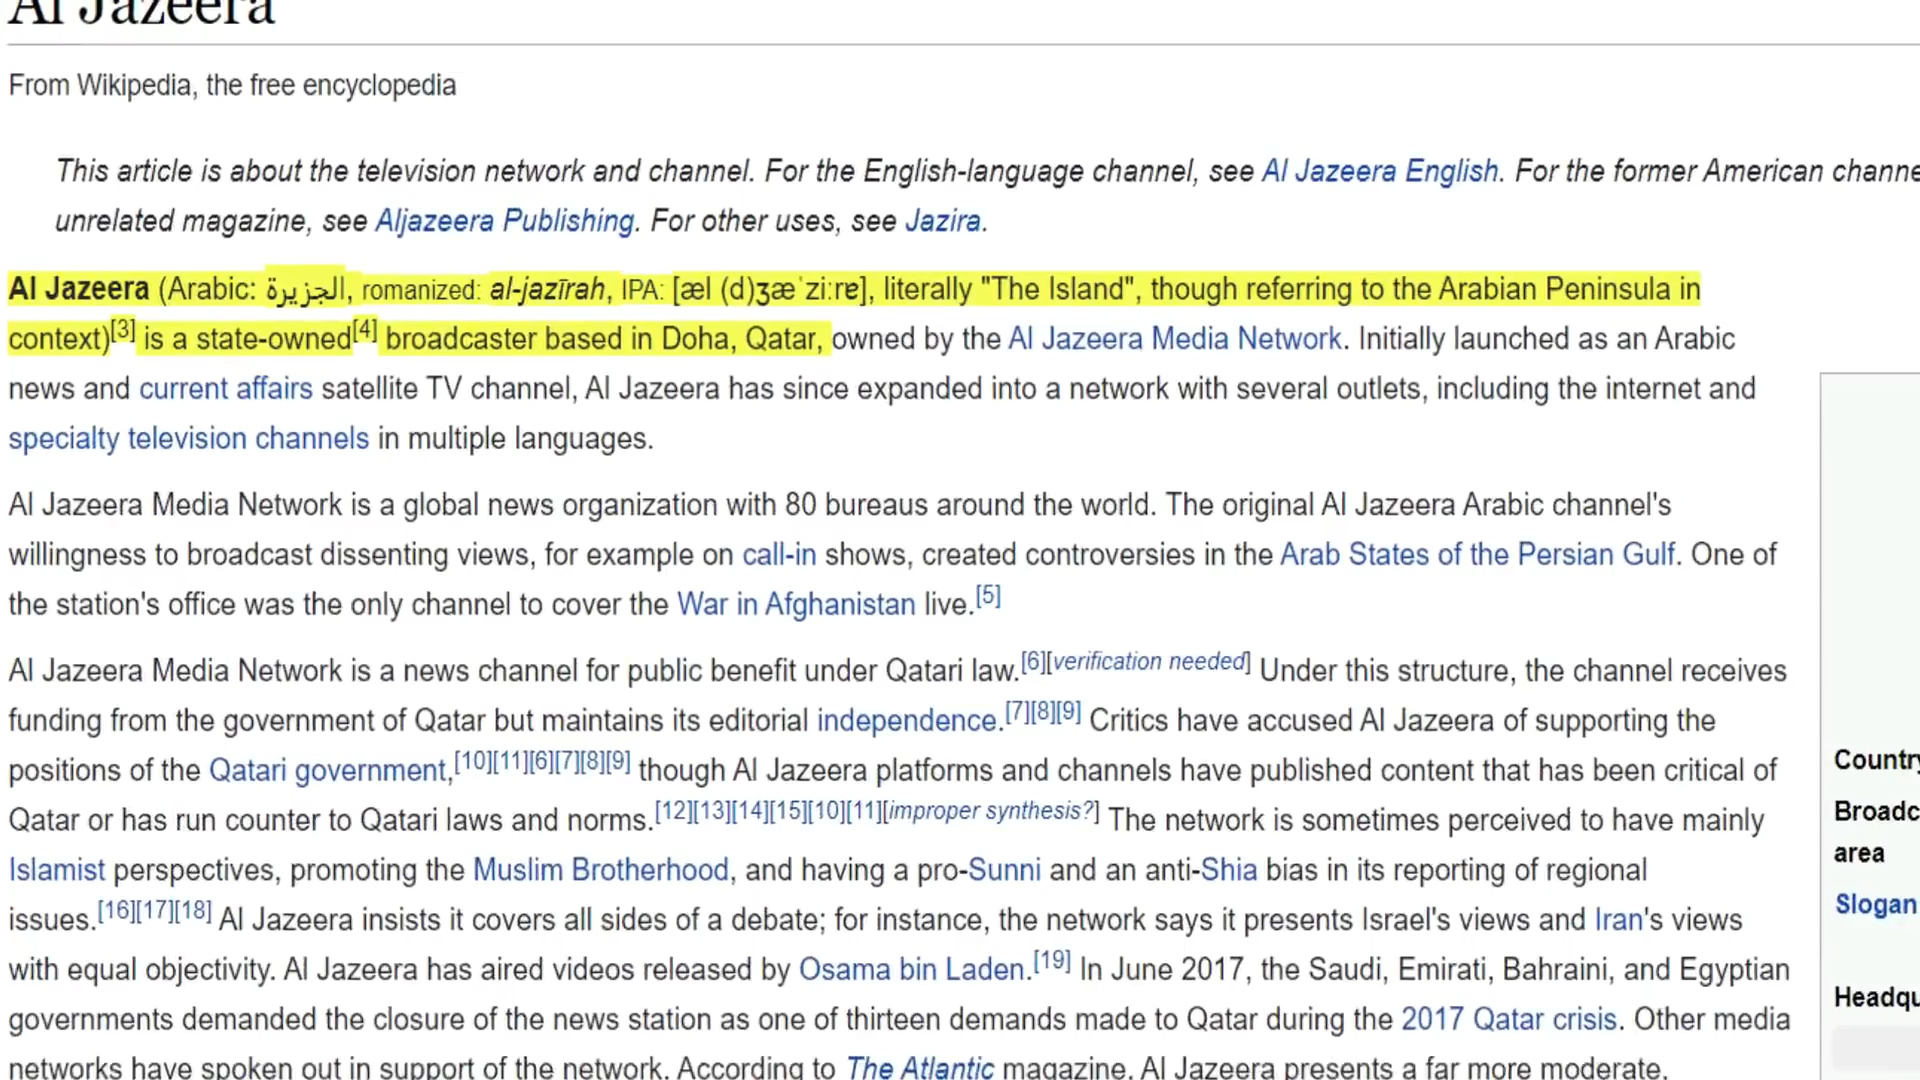 Al Jazeera
From Wikipedia, the free encyclopedia
This article is about the television network and channel. For the English-language channel, see Al Jazeera English. For the former American channe
unrelated magazine, see Aljazeera Publishing. For other uses, see Jazira.
Al Jazeera (Arabic: الجزيرة, romanized: al-jazīrah, IPA: [æl (d)ʒæˈziːrɐ], literally "The Island", though referring to the Arabian Peninsula in
context)[3] is a state-owned[4] broadcaster based in Doha, Qatar, owned by the Al Jazeera Media Network. Initially launched as an Arabic
news and current affairs satellite TV channel, Al Jazeera has since expanded into a network with several outlets, including the internet and
specialty television channels in multiple languages.
Al Jazeera Media Network is a global news organization with 80 bureaus around the world. The original Al Jazeera Arabic channel's
willingness to broadcast dissenting views, for example on call-in shows, created controversies in the Arab States of the Persian Gulf. One of
the station's office was the only channel to cover the War in Afghanistan live.[5]
Al Jazeera Media Network is a news channel for public benefit under Qatari law.[6][verification needed] Under this structure, the channel receives
funding from the government of Qatar but maintains its editorial independence.[7][8][9] Critics have accused Al Jazeera of supporting the
positions of the Qatari government,[10][11][6][7][8][9] though Al Jazeera platforms and channels have published content that has been critical of
Qatar or has run counter to Qatari laws and norms.[12][13][14][15][10][11][improper synthesis?] The network is sometimes perceived to have mainly
Islamist perspectives, promoting the Muslim Brotherhood, and having a pro-Sunni and an anti-Shia bias in its reporting of regional
issues.[16][17][18] Al Jazeera insists it covers all sides of a debate; for instance, the network says it presents Israel's views and Iran's views
with equal objectivity. Al Jazeera has aired videos released by Osama bin Laden.[19] In June 2017, the Saudi, Emirati, Bahraini, and Egyptian
governments demanded the closure of the news station as one of thirteen demands made to Qatar during the 2017 Qatar crisis. Other media
networks have spoken out in support of the network. According to The Atlantic magazine, Al Jazeera presents a far more moderate,
Country
Broadc
area
Slogan
Headqu